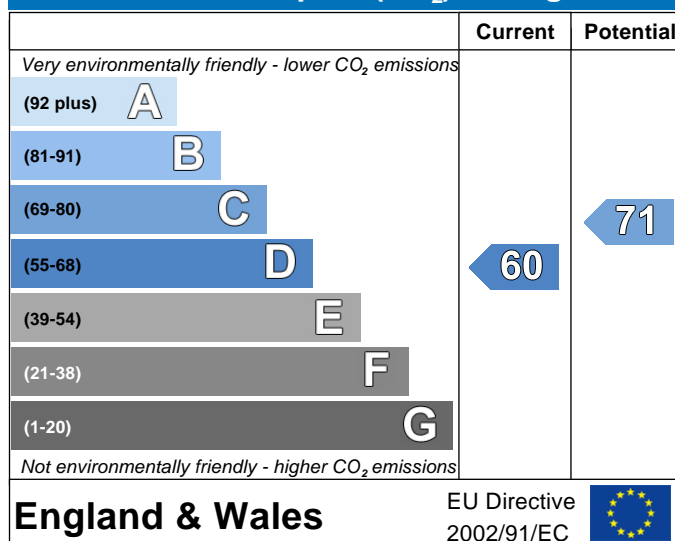 Current Potential
Very environmentally friendly - lower CO₂ emissions
(92 plus) A
(81-91) B
(69-80) C
71
(55-68) D
60
(39-54) E
(21-38) F
(1-20) G
Not environmentally friendly - higher CO₂ emissions
England & Wales
EU Directive
2002/91/EC